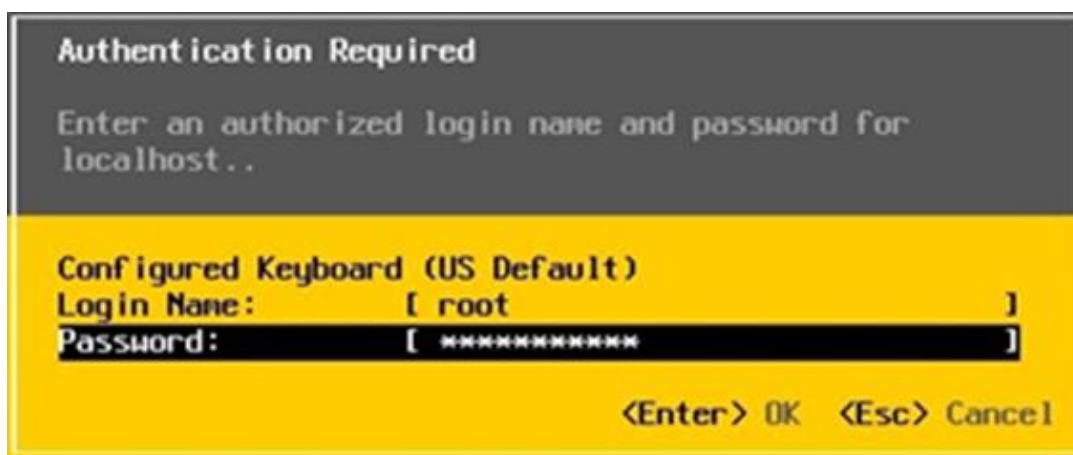 Authentication Required
Enter an authorized login name and password for
localhost..
Configured Keyboard (US Default)
Login Name: [ root ]
Password: [ *********** ]
<Enter> OK <Esc> Cancel